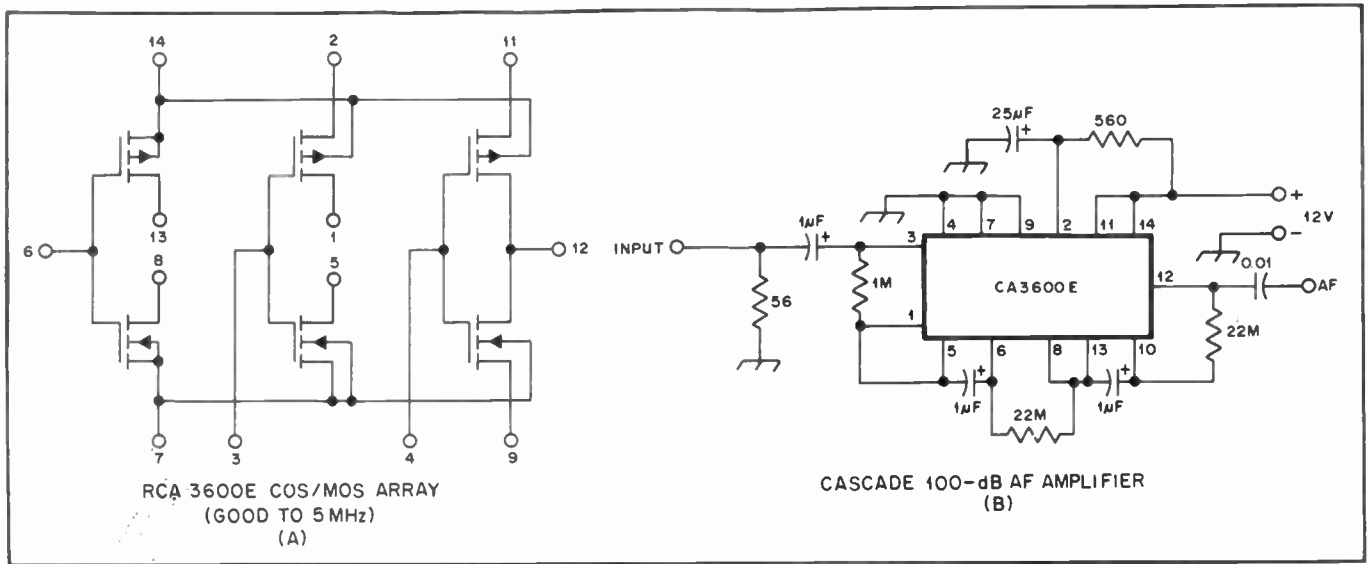 14
2
11
13
1
6
12
8
5
7
3
4
9
RCA 3600E COS/MOS ARRAY
(GOOD TO 5 MHz)
(A)
25µF
+
560
+
12V
-
4
7
9
2
11
14
1µF
+
INPUT
3
1M
56
CA3600E
12
0.01
AF
22M
1
5
6
8
13
10
+
1µF
+
1µF
22M
CASCADE 100-dB AF AMPLIFIER
(B)